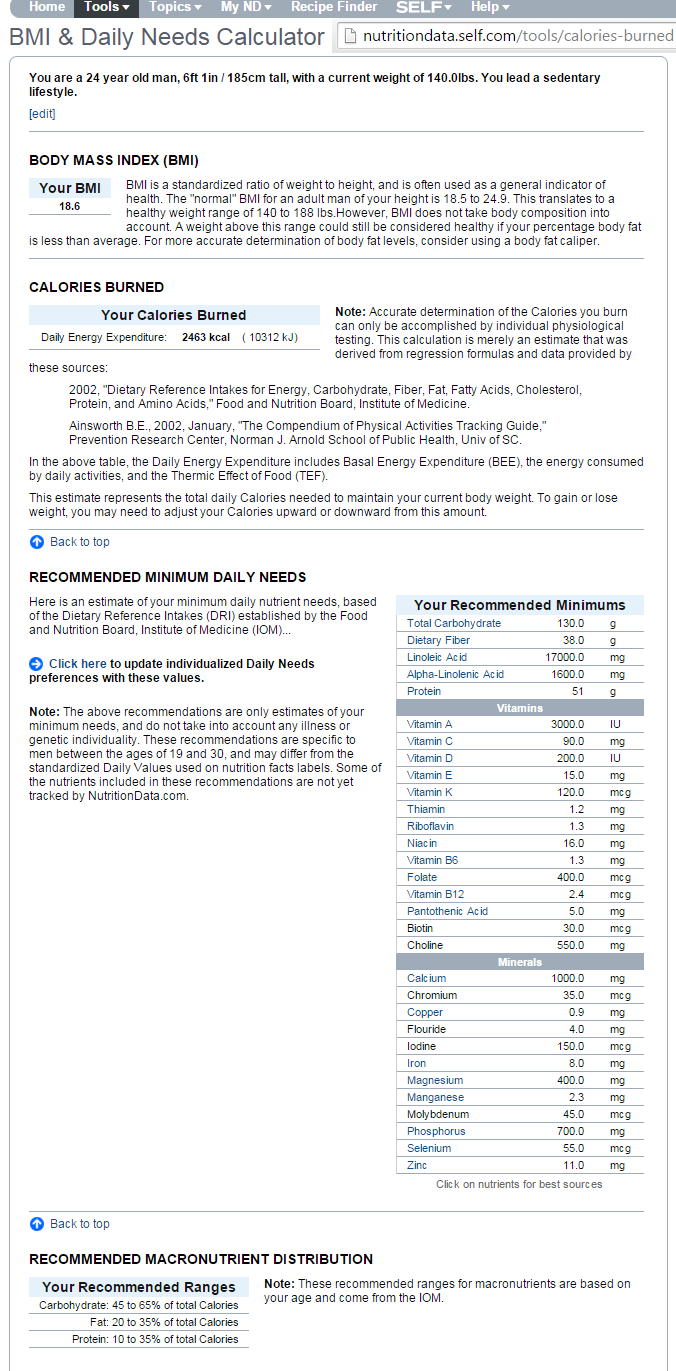 Home Tools Topics My ND Recipe Finder SELF Help
BMI & Daily Needs Calculator
nutritiondata.self.com/tools/calories-burned
You are a 24 year old man, 6ft 1in / 185cm tall, with a current weight of 140.0lbs. You lead a sedentary
lifestyle.
[edit]
BODY MASS INDEX (BMI)
Your BMI
18.6
BMI is a standardized ratio of weight to height, and is often used as a general indicator of
health. The "normal" BMI for an adult man of your height is 18.5 to 24.9. This translates to a
healthy weight range of 140 to 188 lbs.However, BMI does not take body composition into
account. A weight above this range could still be considered healthy if your percentage body fat
is less than average. For more accurate determination of body fat levels, consider using a body fat caliper.
CALORIES BURNED
Your Calories Burned
Daily Energy Expenditure: 2463 kcal ( 10312 kJ)
Note: Accurate determination of the Calories you burn
can only be accomplished by individual physiological
testing. This calculation is merely an estimate that was
derived from regression formulas and data provided by
these sources:
2002, "Dietary Reference Intakes for Energy, Carbohydrate, Fiber, Fat, Fatty Acids, Cholesterol,
Protein, and Amino Acids," Food and Nutrition Board, Institute of Medicine.
Ainsworth B.E., 2002, January, "The Compendium of Physical Activities Tracking Guide,"
Prevention Research Center, Norman J. Arnold School of Public Health, Univ of SC.
In the above table, the Daily Energy Expenditure includes Basal Energy Expenditure (BEE), the energy consumed
by daily activities, and the Thermic Effect of Food (TEF).
This estimate represents the total daily Calories needed to maintain your current body weight. To gain or lose
weight, you may need to adjust your Calories upward or downward from this amount.
Back to top
RECOMMENDED MINIMUM DAILY NEEDS
Here is an estimate of your minimum daily nutrient needs, based
of the Dietary Reference Intakes (DRI) established by the Food
and Nutrition Board, Institute of Medicine (IOM)...
Click here to update individualized Daily Needs
preferences with these values.
Note: The above recommendations are only estimates of your
minimum needs, and do not take into account any illness or
genetic individuality. These recommendations are specific to
men between the ages of 19 and 30, and may differ from the
standardized Daily Values used on nutrition facts labels. Some of
the nutrients included in these recommendations are not yet
tracked by NutritionData.com.
Your Recommended Minimums
Total Carbohydrate 130.0 g
Dietary Fiber 38.0 g
Linoleic Acid 17000.0 mg
Alpha-Linolenic Acid 1600.0 mg
Protein 51 g
Vitamins
Vitamin A 3000.0 IU
Vitamin C 90.0 mg
Vitamin D 200.0 IU
Vitamin E 15.0 mg
Vitamin K 120.0 mcg
Thiamin 1.2 mg
Riboflavin 1.3 mg
Niacin 16.0 mg
Vitamin B6 1.3 mg
Folate 400.0 mcg
Vitamin B12 2.4 mcg
Pantothenic Acid 5.0 mg
Biotin 30.0 mcg
Choline 550.0 mg
Minerals
Calcium 1000.0 mg
Chromium 35.0 mcg
Copper 0.9 mg
Flouride 4.0 mg
Iodine 150.0 mcg
Iron 8.0 mg
Magnesium 400.0 mg
Manganese 2.3 mg
Molybdenum 45.0 mcg
Phosphorus 700.0 mg
Selenium 55.0 mcg
Zinc 11.0 mg
Click on nutrients for best sources
Back to top
RECOMMENDED MACRONUTRIENT DISTRIBUTION
Your Recommended Ranges
Carbohydrate: 45 to 65% of total Calories
Fat: 20 to 35% of total Calories
Protein: 10 to 35% of total Calories
Note: These recommended ranges for macronutrients are based on
your age and come from the IOM.